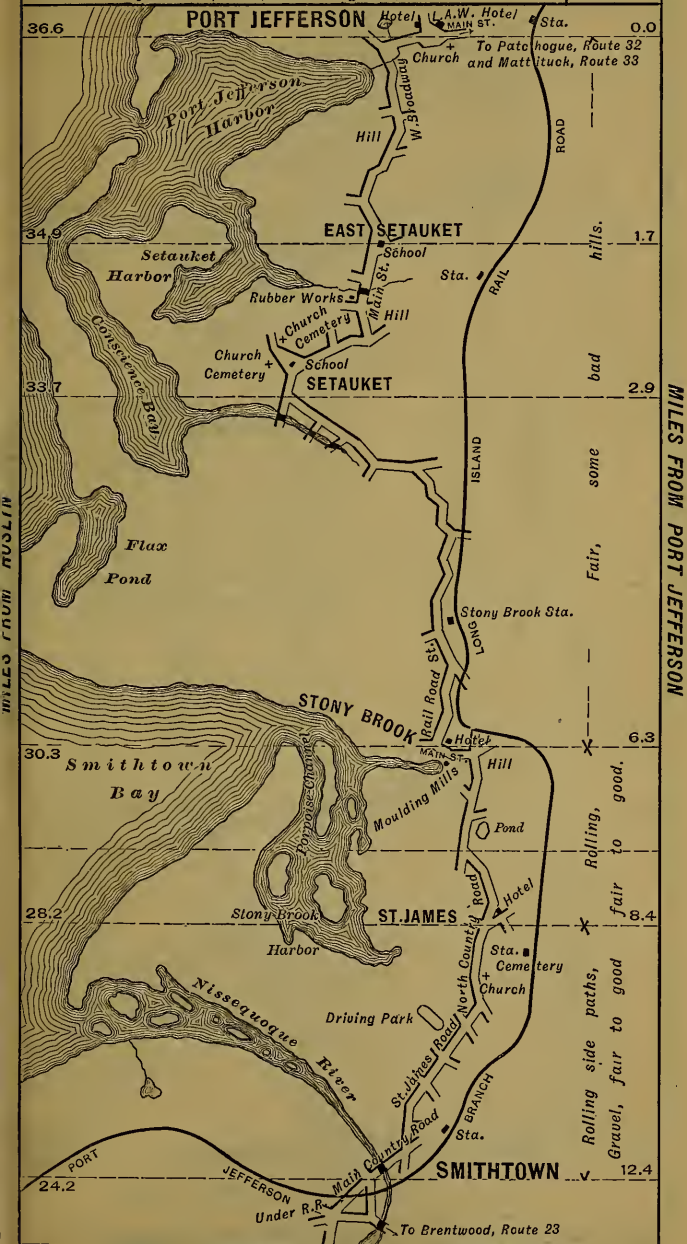 PORT JEFFERSON
Hotel
L.A.W. Hotel
MAIN ST.
Sta.
36.6
0.0
Church
To Patchogue, Route 32
and Mattituck, Route 33
Port Jefferson
Harbor
W. Broadway
Hill
ROAD
34.9
EAST SETAUKET
1.7
School
Setauket
Harbor
Sta.
RAIL
hills.
Rubber Works
Main St.
Church
Cemetery
Hill
Church
Cemetery
School
SETAUKET
33.7
2.9
Conscience Bay
bad
ISLAND
some
Flax
Pond
Fair,
MILES FROM ROSLYN
MILES FROM PORT JEFFERSON
Stony Brook Sta.
LONG
Rail Road St.
STONY BROOK
Hotel
30.3
6.3
MAIN ST.
Smithtown
Bay
Hill
Porpoise Channel
Moulding Mills
Pond
Rolling,
fair to good.
Hotel
28.2
Stony Brook
Harbor
ST. JAMES
8.4
North Country Road
Sta.
Cemetery
Church
Nissequoque
River
Driving Park
St. James Road
Rolling side paths,
Gravel, fair to good
BRANCH
Sta.
Main Country Road
PORT
JEFFERSON
SMITHTOWN
24.2
12.4
Under R.R.
To Brentwood, Route 23